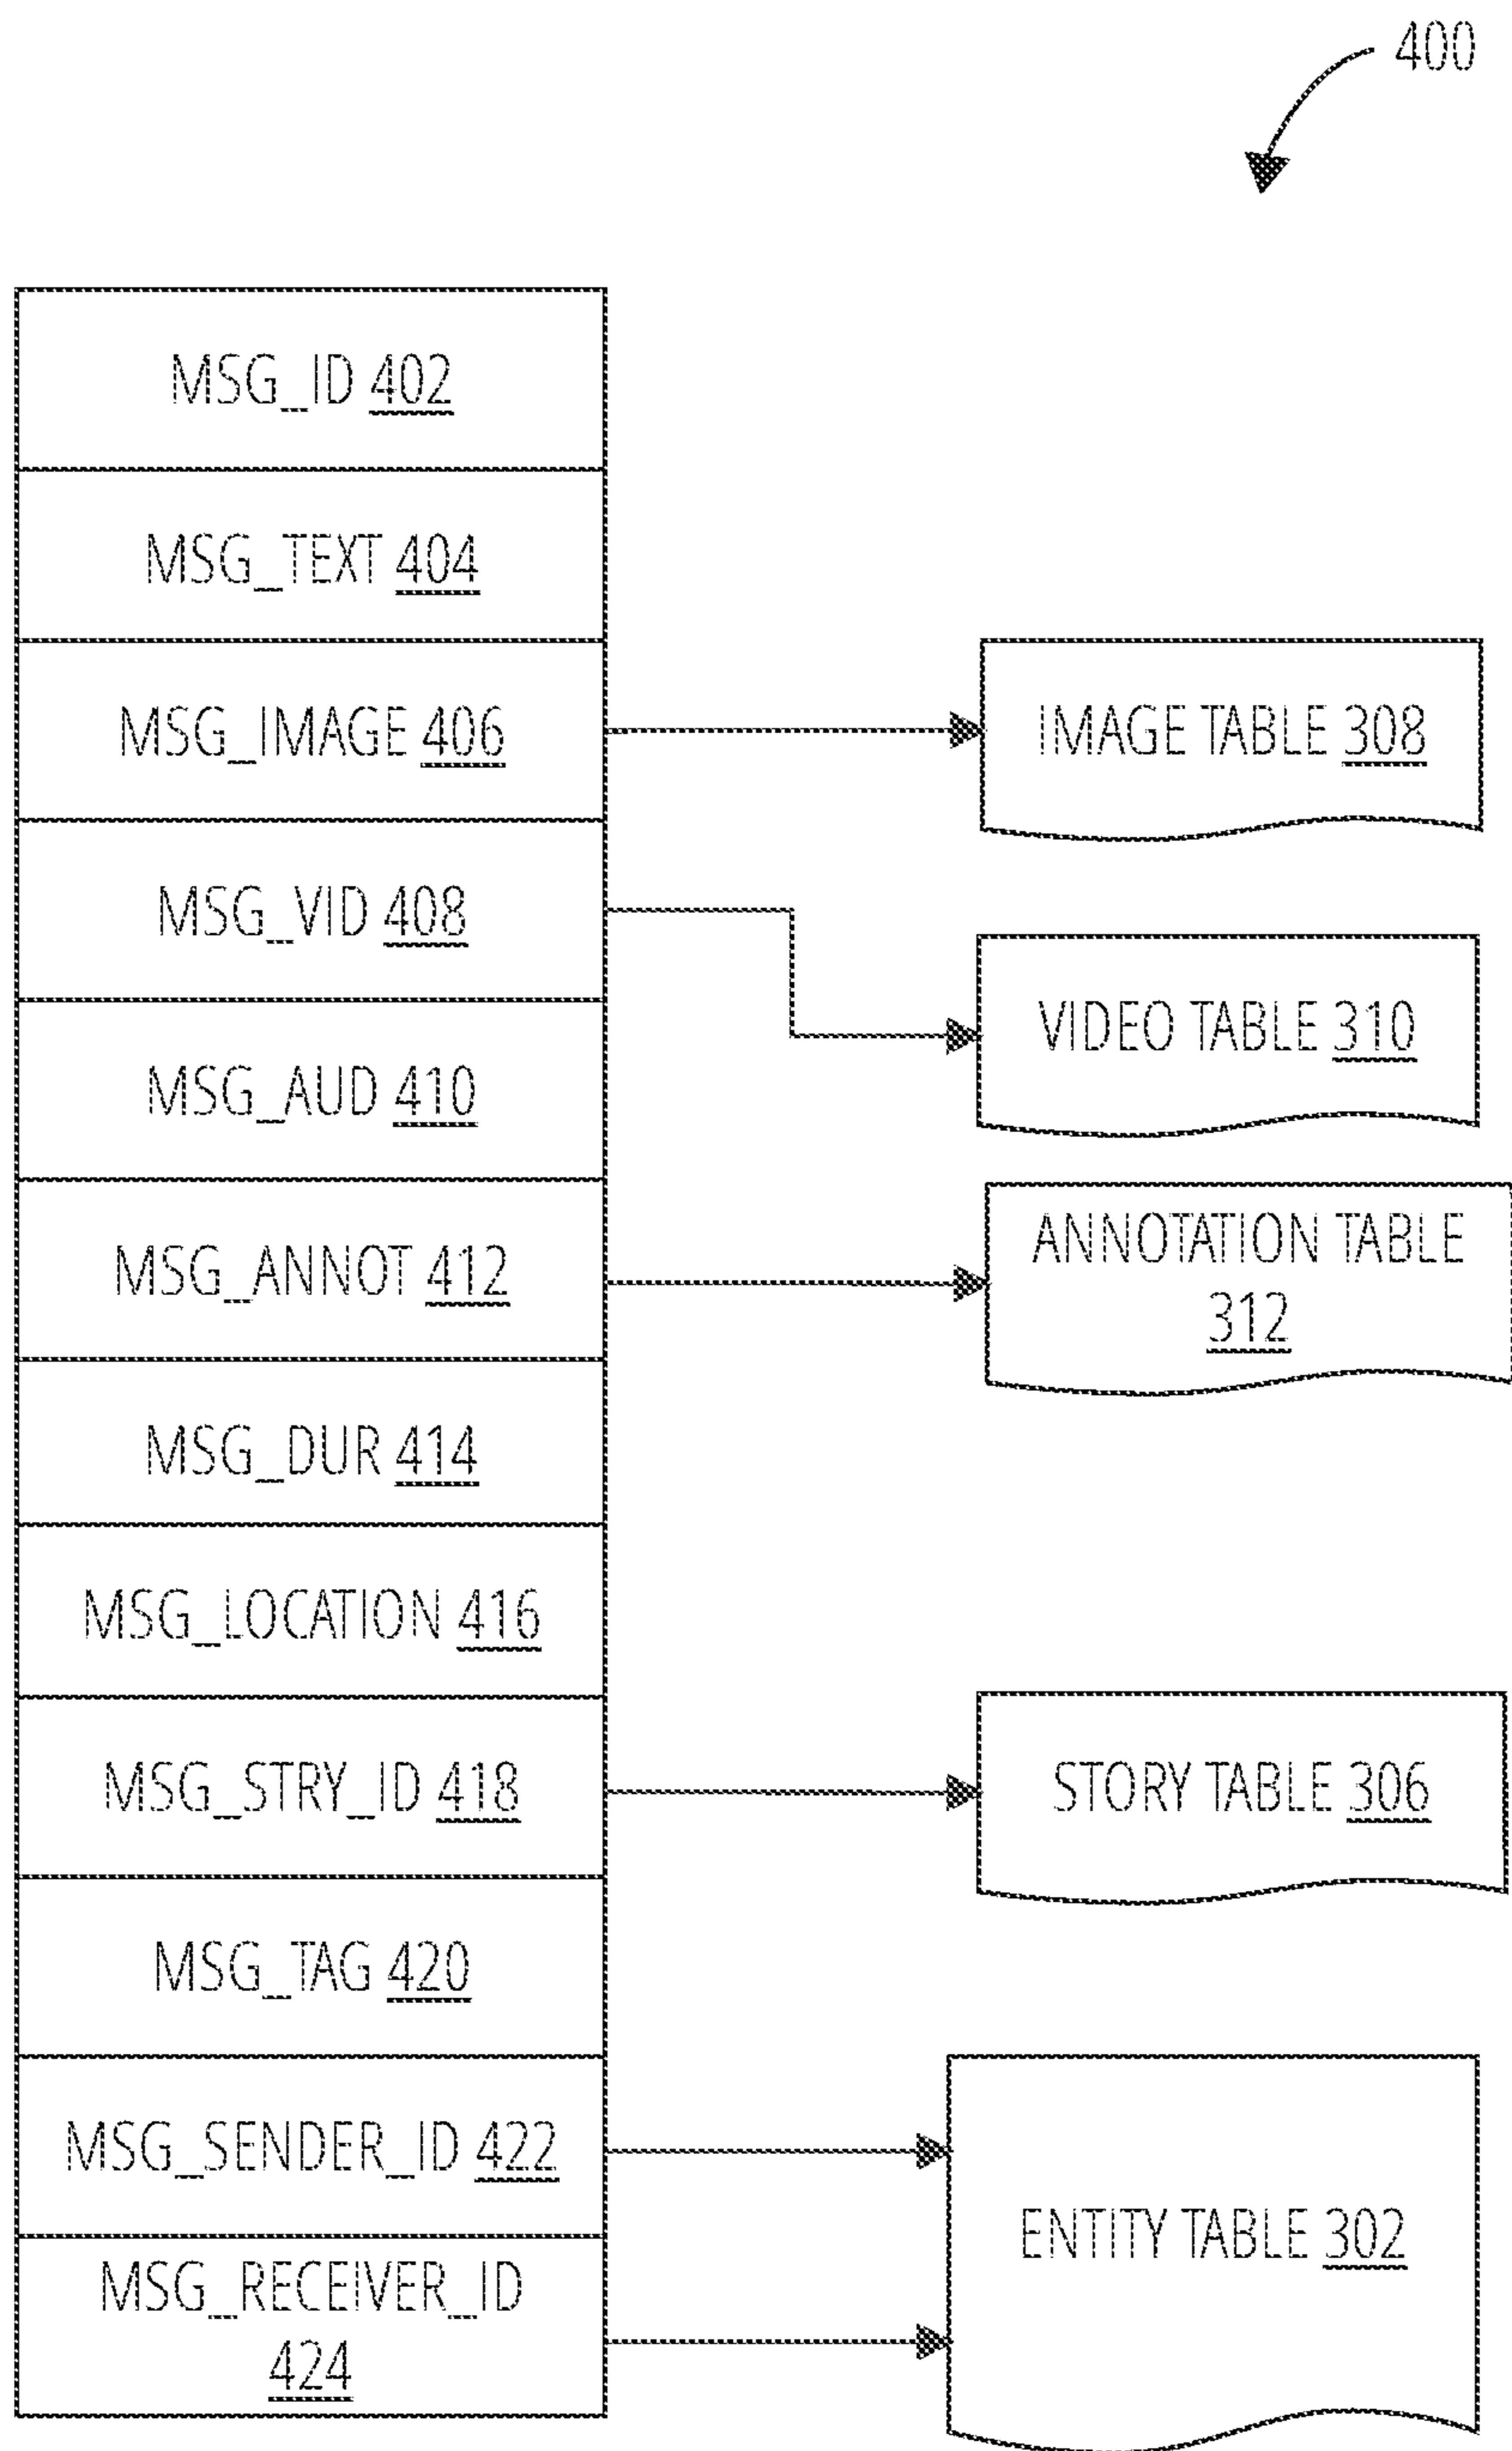 400
MSG_ID 402
MSG_TEXT 404
MSG_IMAGE 406
IMAGE TABLE 308
MSG_VID 408
VIDEO TABLE 310
MSG_AUD 410
MSG_ANNOT 412
ANNOTATION TABLE
312
MSG_DUR 414
MSG_LOCATION 416
MSG_STRY_ID 418
STORY TABLE 306
MSG_TAG 420
MSG_SENDER_ID 422
ENTITY TABLE 302
MSG_RECEIVER_ID
424